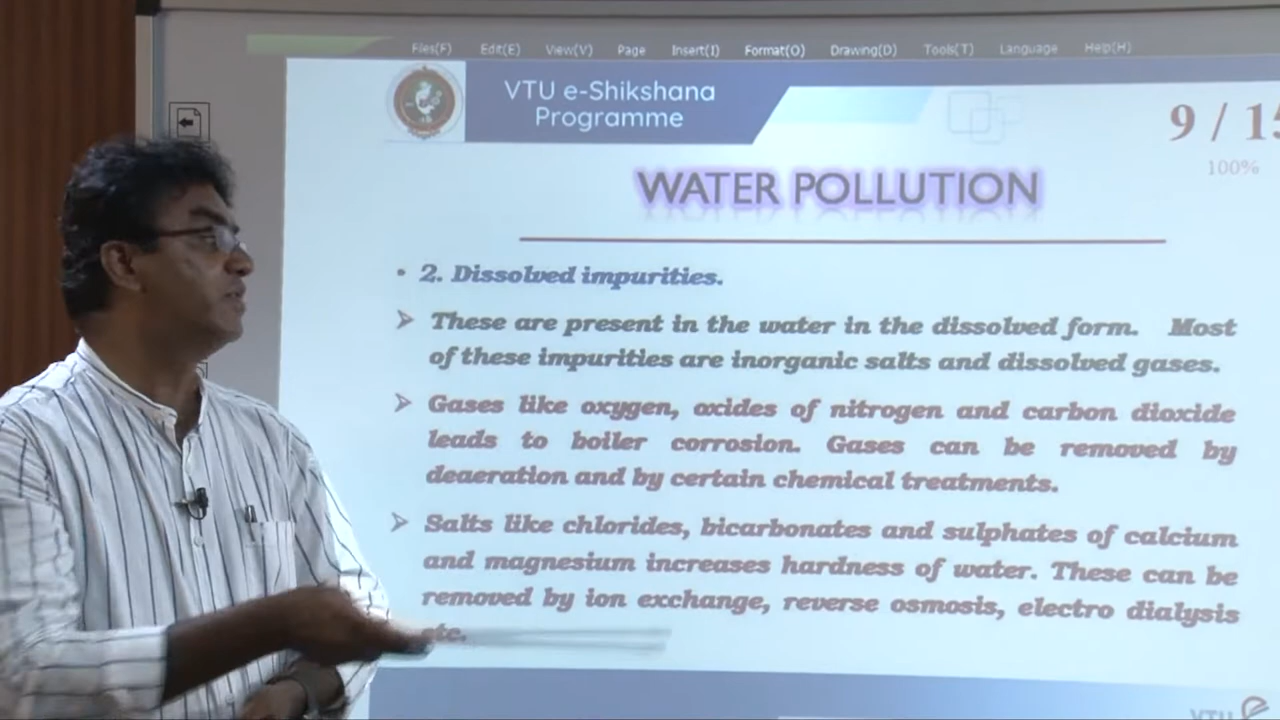 Files(F) Edit(E) View(V) Page Insert(I) Format(O) Drawing(D) Tools(T) Language Help(H)
VTU e-Shikshana
Programme
9 / 15
100%
WATER POLLUTION
• 2. Dissolved impurities.
➢ These are present in the water in the dissolved form. Most
of these impurities are inorganic salts and dissolved gases.
➢ Gases like oxygen, oxides of nitrogen and carbon dioxide
leads to boiler corrosion. Gases can be removed by
deaeration and by certain chemical treatments.
➢ Salts like chlorides, bicarbonates and sulphates of calcium
and magnesium increases hardness of water. These can be
removed by ion exchange, reverse osmosis, electro dialysis
etc.
VTU e